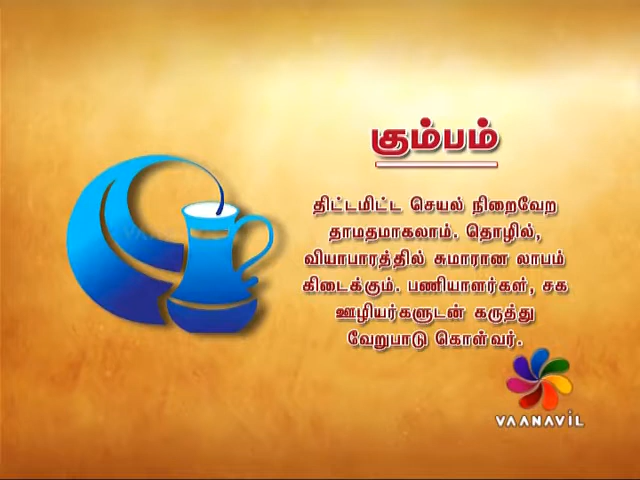 கும்பம்
திட்டமிட்ட செயல் நிறைவேற
தாமதமாகலாம். தொழில்,
வியாபாரத்தில் சுமாரான லாபம்
கிடைக்கும். பணியாளர்கள், சக
ஊழியர்களுடன் கருத்து
வேறுபாடு கொள்வர்.
VAANAVIL